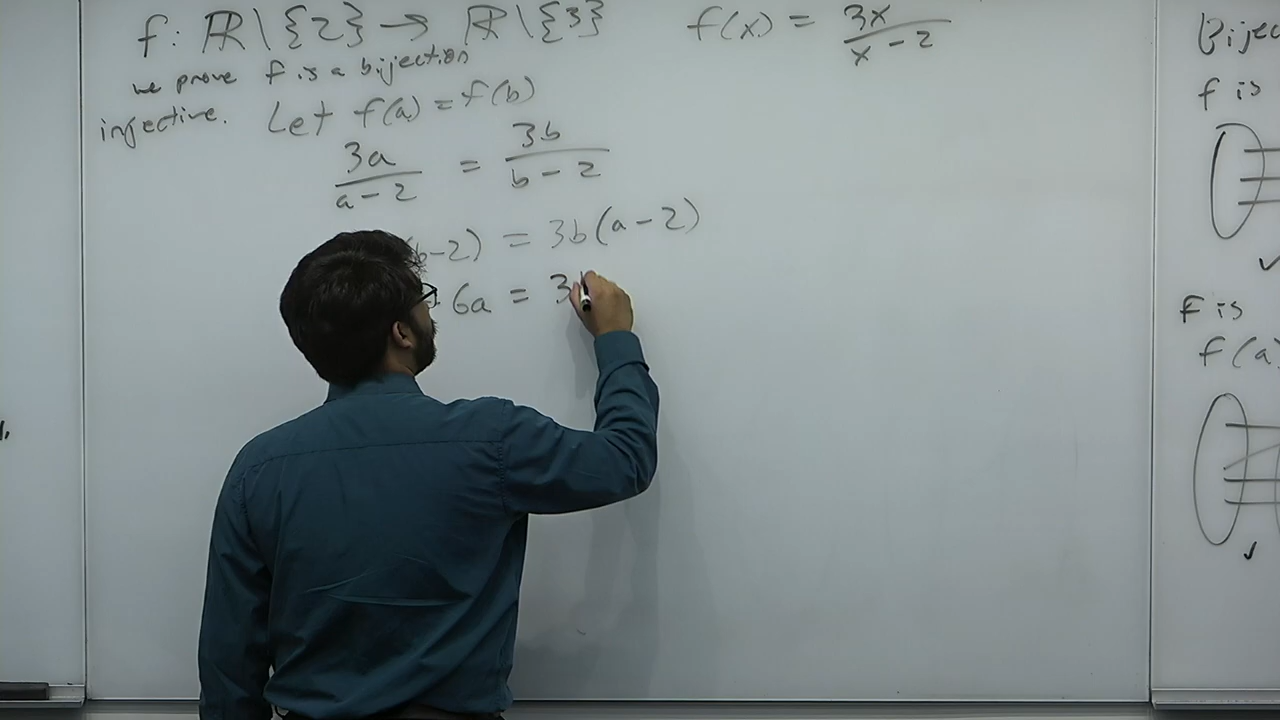 f: ℝ\{2} → ℝ\{3} f(x) = 3x/(x-2)
we prove f is a bijection
injective. Let f(a) = f(b)
3a/(a-2) = 3b/(b-2)
b-2) = 3b(a-2)
6a = 3
Bijec
f is
✓
f is
f(a
✓